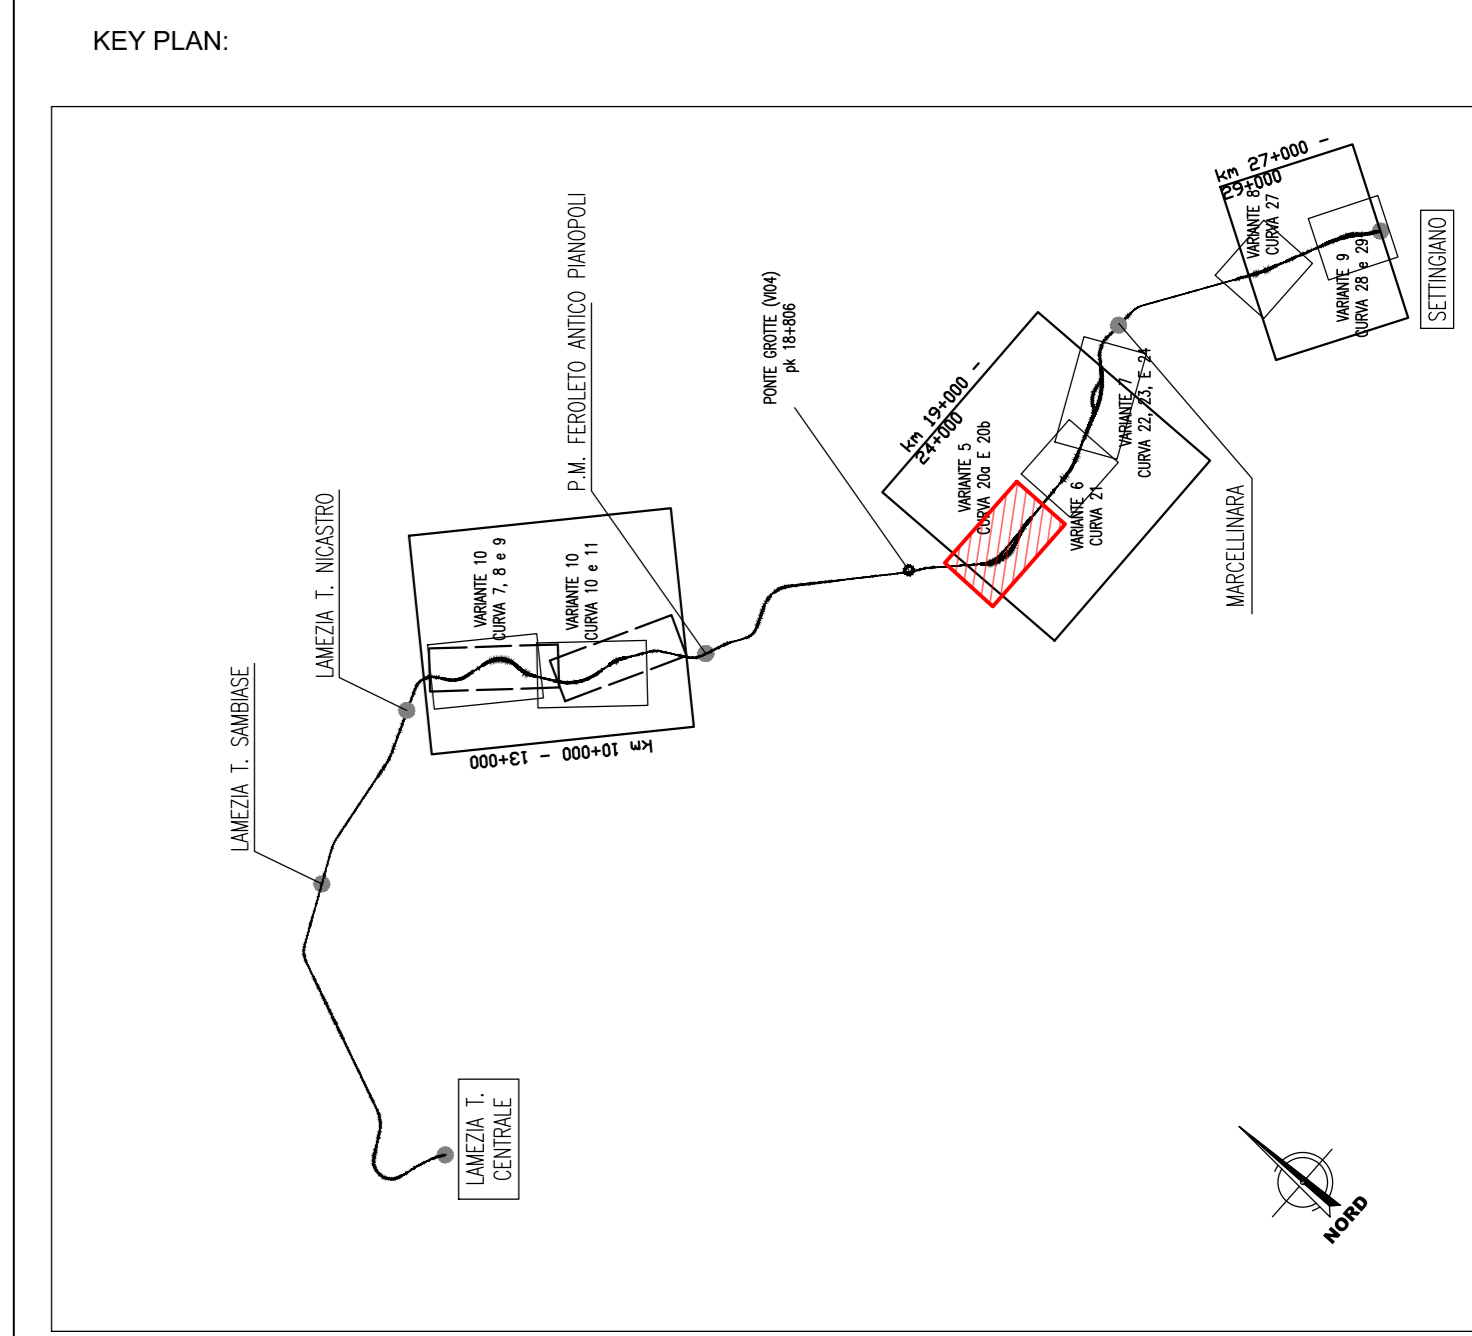 KEY PLAN:
km 27+000 -
29+000
VARIANTE 8
CURVA 27
VARIANTE 9
CURVA 28 e 29
SETTINGIANO
P.M. FEROLETO ANTICO PIANOPOLI
PONTE GROTTE (VI04)
pk 18+806
km 19+000 -
24+000
VARIANTE 5
CURVA 20a E 20b
VARIANTE 6
CURVA 21
VARIANTE 7
CURVA 22, 23, E 24
MARCELLINARA
LAMEZIA T. NICASTRO
VARIANTE 10
CURVA 7, 8 e 9
VARIANTE 10
CURVA 10 e 11
km 10+000 - 13+000
LAMEZIA T. SAMBIASE
LAMEZIA T.
CENTRALE
NORD